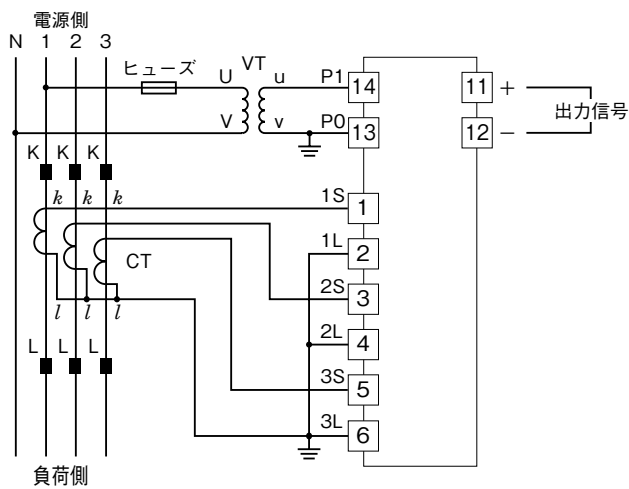 電源側
N 1 2 3
ヒューズ U VT u P1 14 11 +
出力信号
V v P0 13 12 −
K K K
k k k 1S 1
1L 2
CT
2S 3
l l l
2L 4
L L L
3S 5
3L 6
負荷側